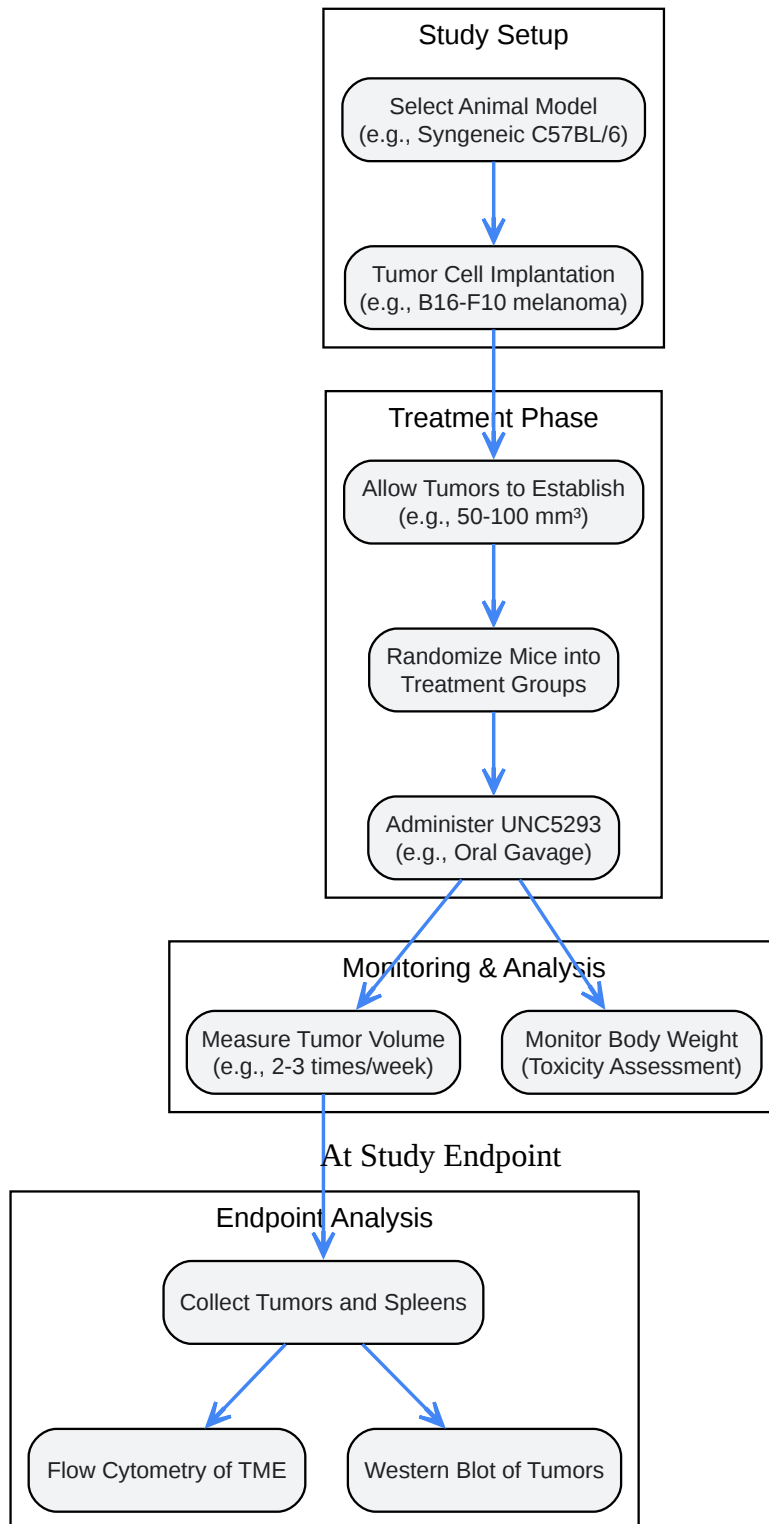 Study Setup
Select Animal Model
(e.g., Syngeneic C57BL/6)
Tumor Cell Implantation
(e.g., B16-F10 melanoma)
Treatment Phase
Allow Tumors to Establish
(e.g., 50-100 mm³)
Randomize Mice into
Treatment Groups
Administer UNC5293
(e.g., Oral Gavage)
Monitoring & Analysis
Measure Tumor Volume
(e.g., 2-3 times/week)
Monitor Body Weight
(Toxicity Assessment)
At Study Endpoint
Endpoint Analysis
Collect Tumors and Spleens
Flow Cytometry of TME
Western Blot of Tumors